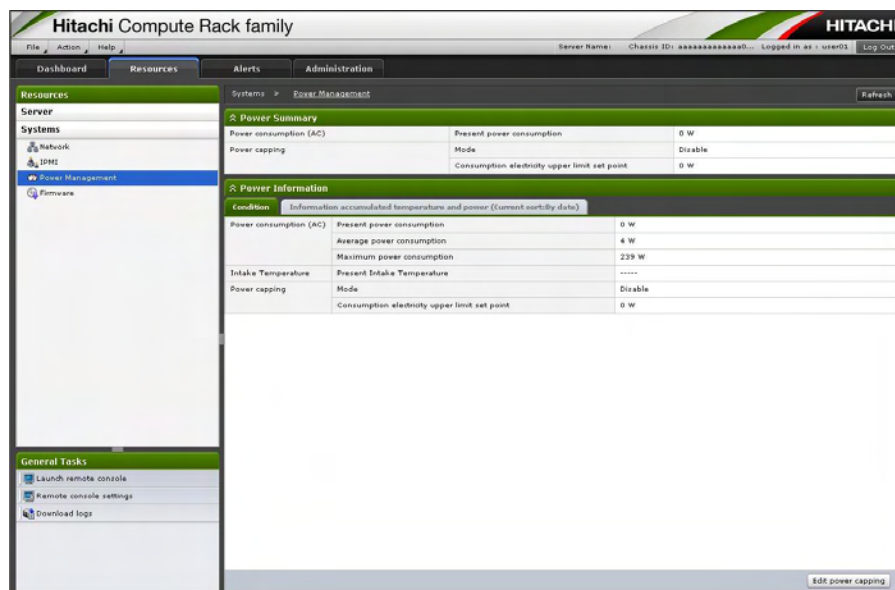 Hitachi Compute Rack family
HITACHI
File Action Help
Server Name: Chassis ID: aaaaaaaaaaaaa0... Logged in as : user01 Log Out
Dashboard Resources Alerts Administration
Resources
Server
Systems
Network
IPMI
Power Management
Firmware
General Tasks
Launch remote console
Remote console settings
Download logs
Systems > Power Management
Refresh
Power Summary
Power consumption (AC) Present power consumption 0 W
Power capping Mode Disable
Consumption electricity upper limit set point 0 W
Power Information
Condition Information accumulated temperature and power (Current sort:By date)
Power consumption (AC) Present power consumption 0 W
Average power consumption 4 W
Maximum power consumption 239 W
Intake Temperature Present Intake Temperature -----
Power capping Mode Disable
Consumption electricity upper limit set point 0 W
Edit power capping